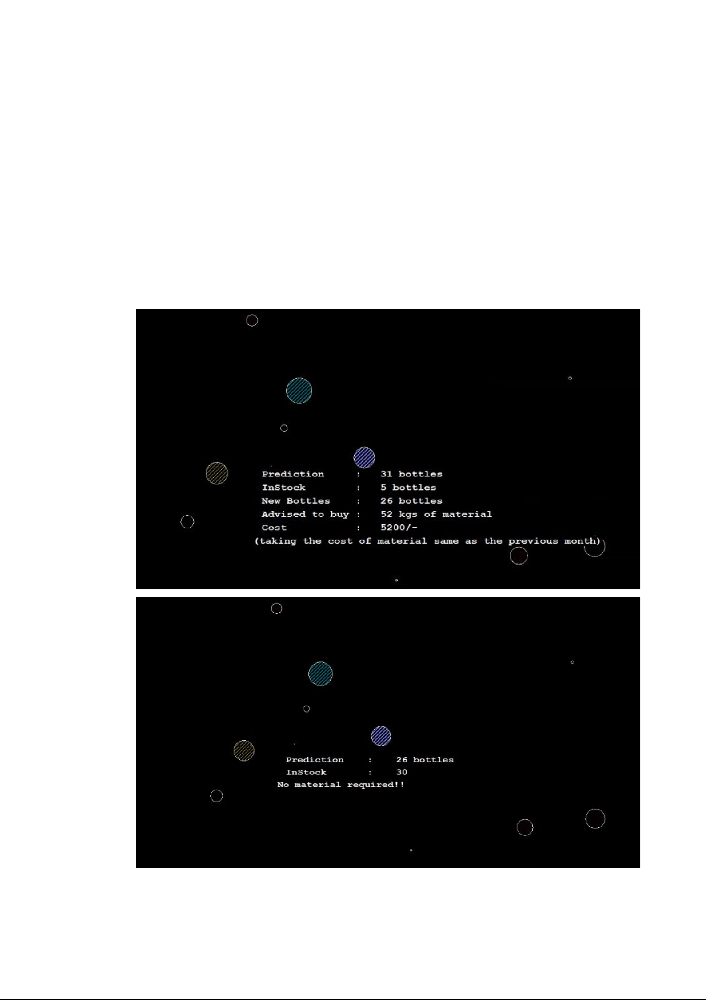 Prediction : 31 bottles
InStock : 5 bottles
New Bottles : 26 bottles
Advised to buy : 52 kgs of material
Cost : 5200/-
(taking the cost of material same as the previous month)
Prediction : 26 bottles
InStock : 30
No material required!!